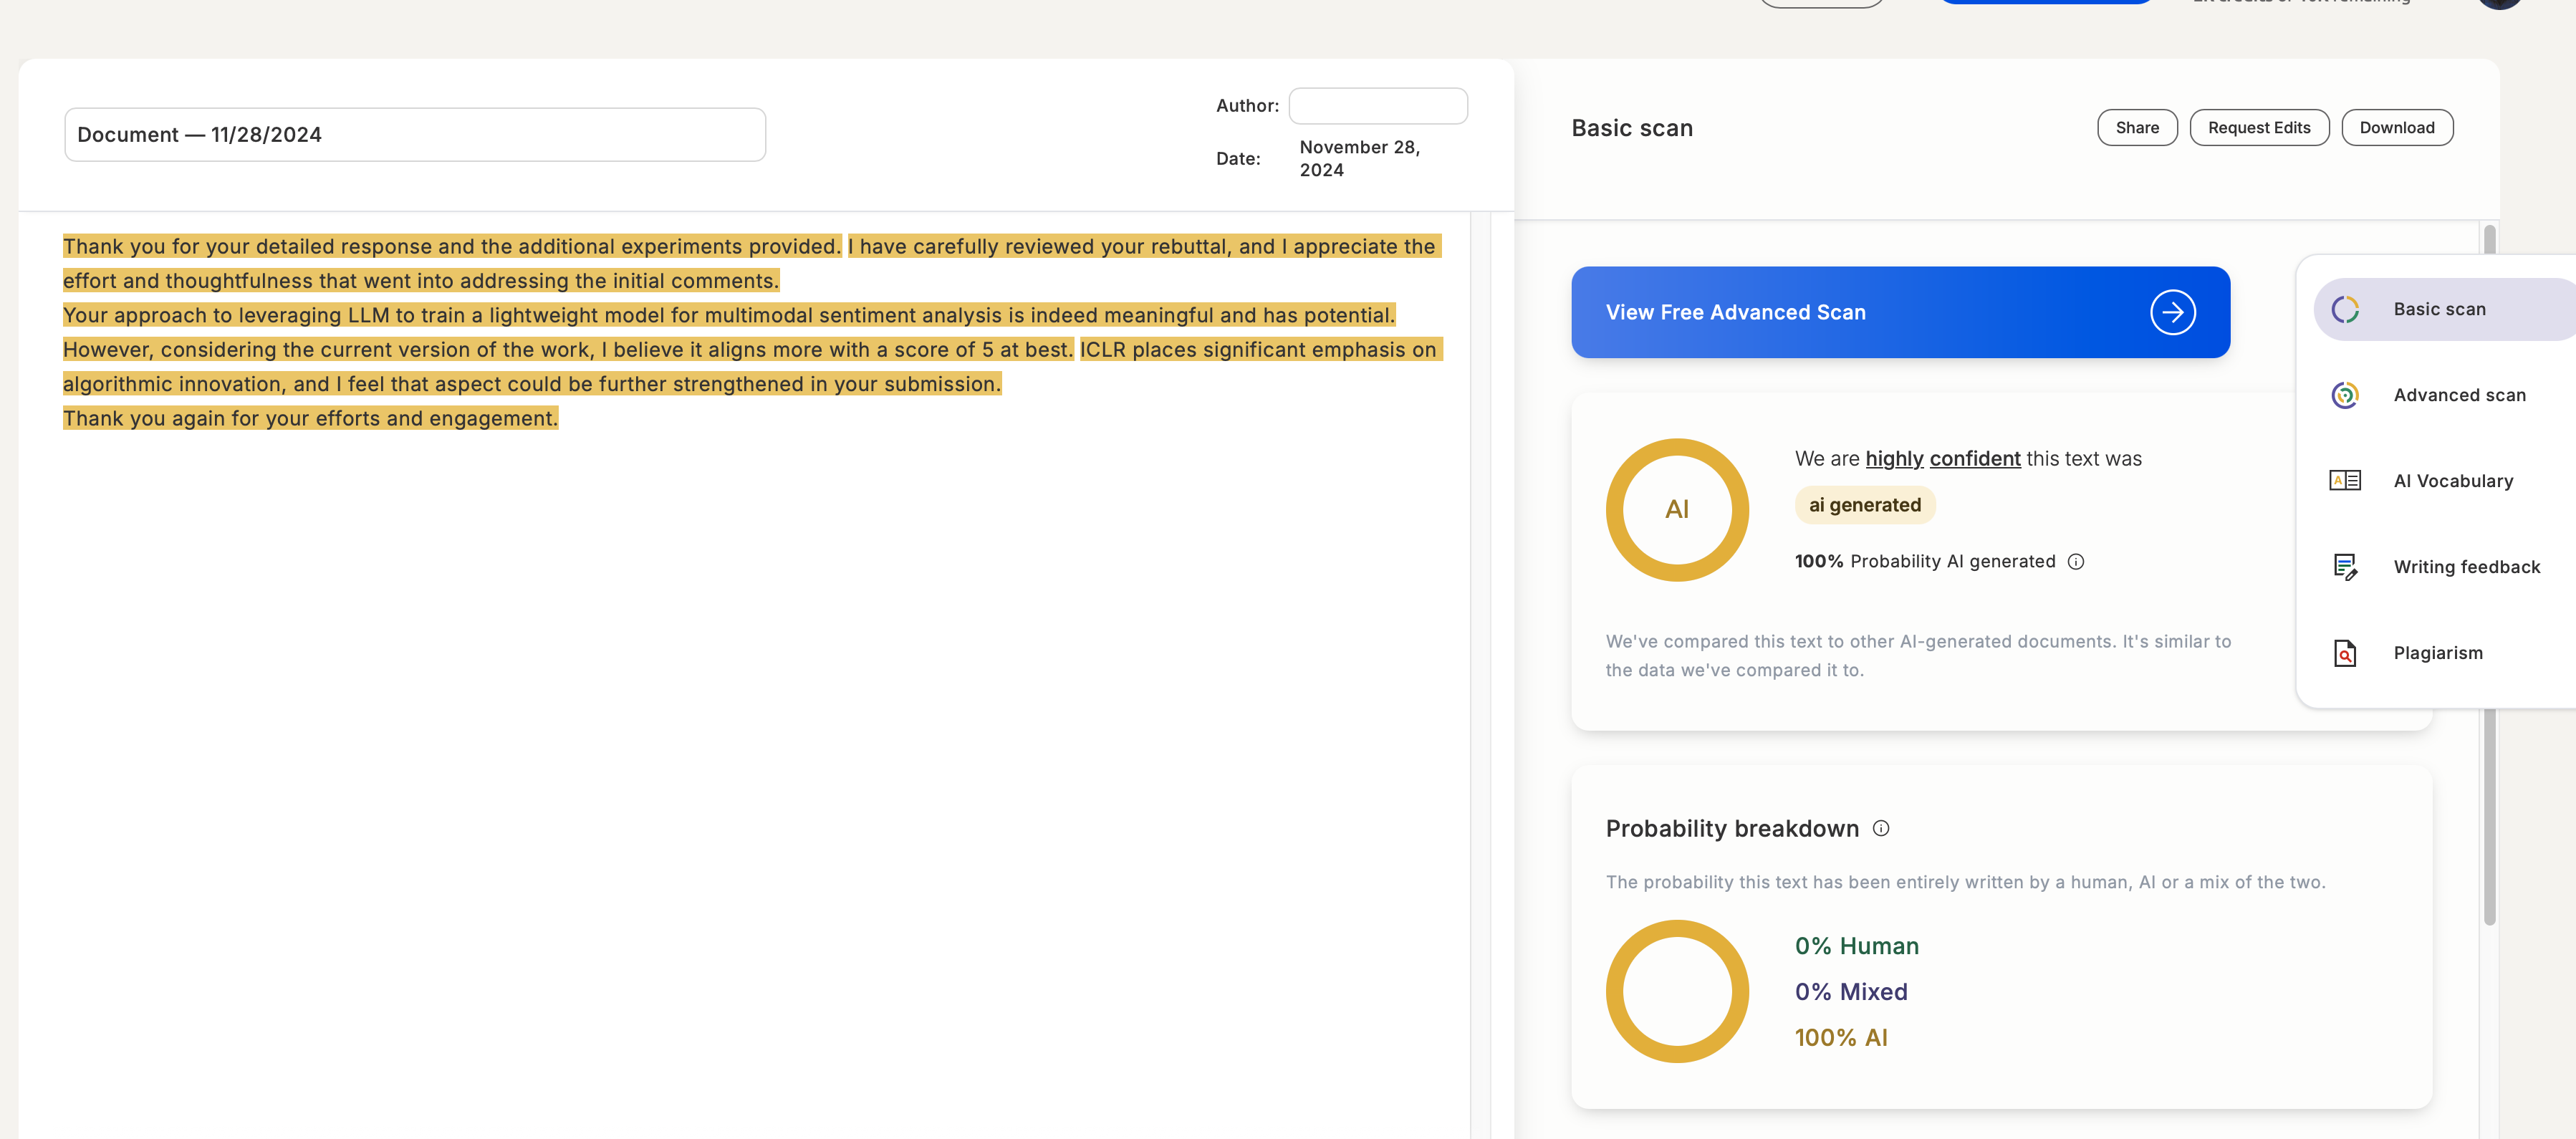 Document — 11/28/2024
Author:
Date:
November 28,
2024
Thank you for your detailed response and the additional experiments provided. I have carefully reviewed your rebuttal, and I appreciate the
effort and thoughtfulness that went into addressing the initial comments.
Your approach to leveraging LLM to train a lightweight model for multimodal sentiment analysis is indeed meaningful and has potential.
However, considering the current version of the work, I believe it aligns more with a score of 5 at best. ICLR places significant emphasis on
algorithmic innovation, and I feel that aspect could be further strengthened in your submission.
Thank you again for your efforts and engagement.
Basic scan
Share
Request Edits
Download
View Free Advanced Scan
AI
We are highly confident this text was
ai generated
100% Probability AI generated
We've compared this text to other AI-generated documents. It's similar to
the data we've compared it to.
Probability breakdown
The probability this text has been entirely written by a human, AI or a mix of the two.
0% Human
0% Mixed
100% AI
Basic scan
Advanced scan
AI Vocabulary
Writing feedback
Plagiarism